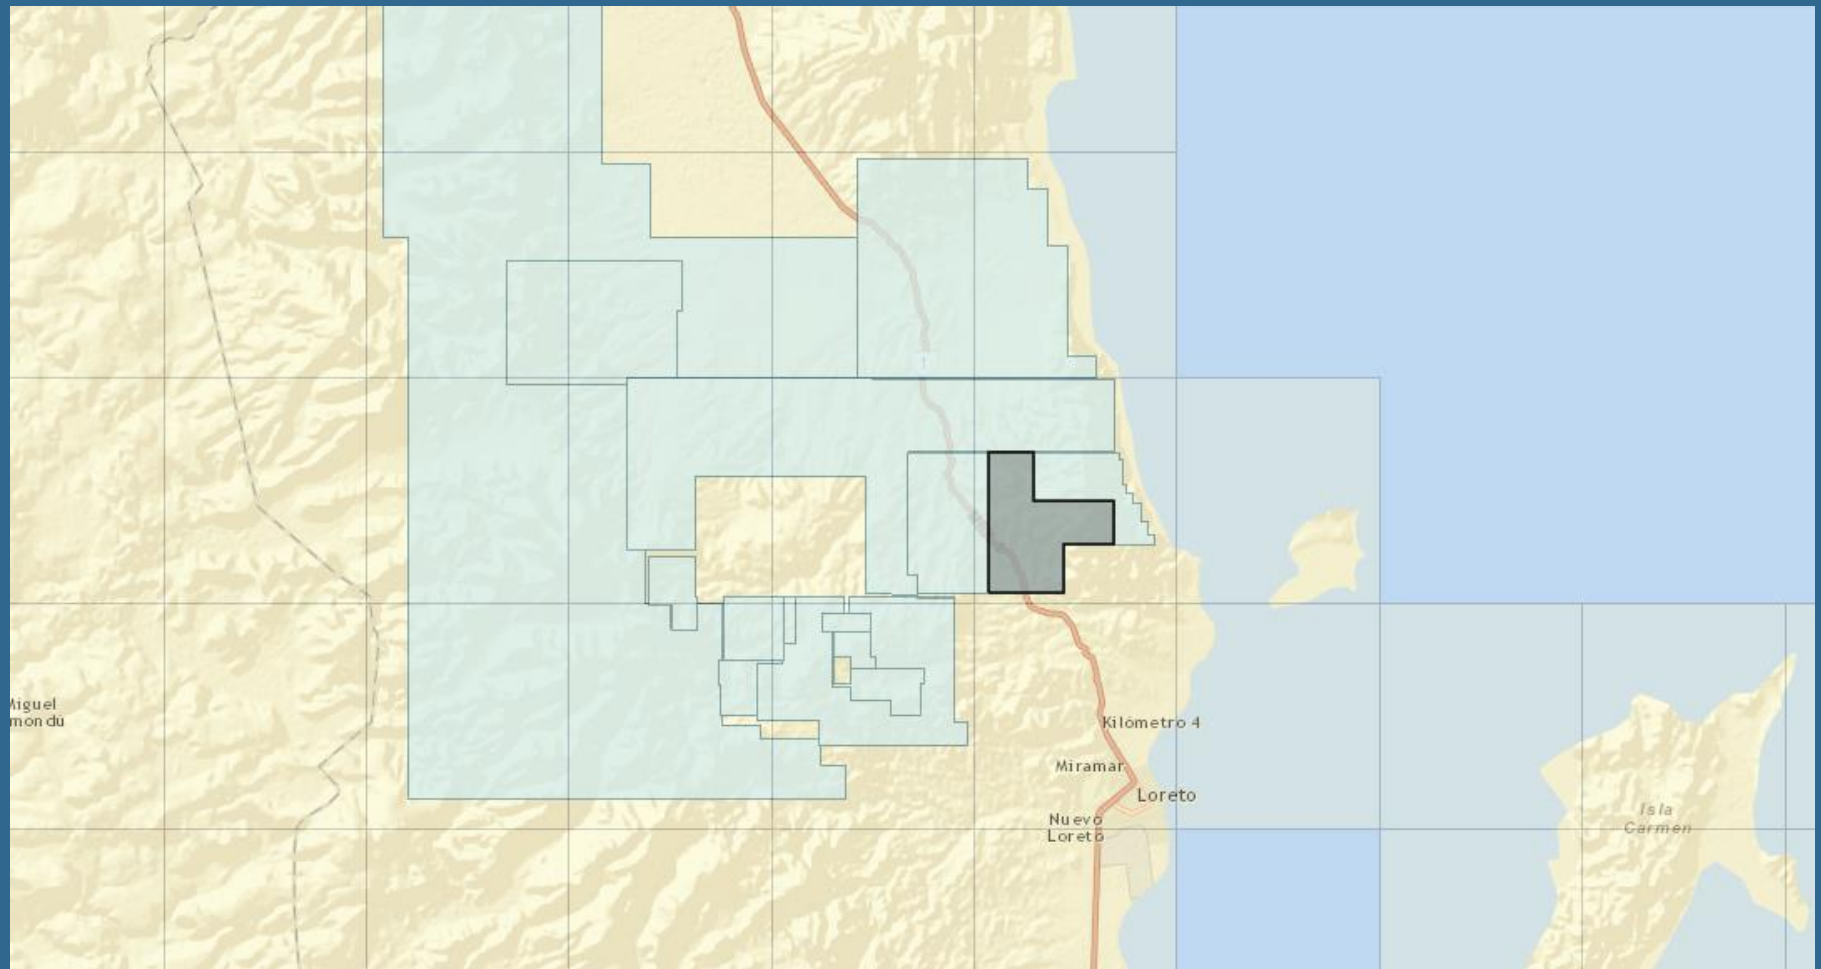 Miguel
mondú
Kilómetro 4
Miramar
Loreto
Nuevo
Loreto
Isla
Carmen